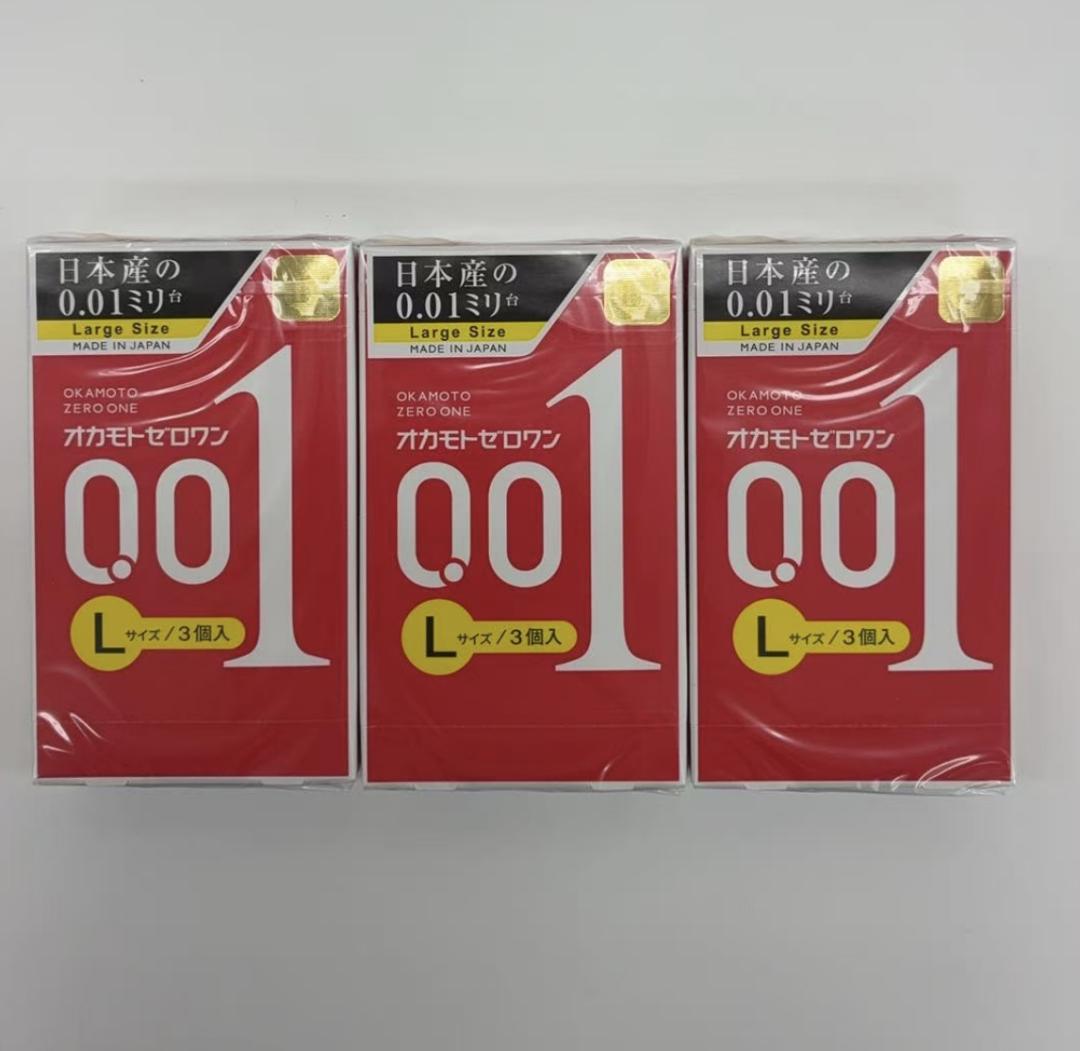 日本産の
0.01ミリ台
Large Size
MADE IN JAPAN
OKAMOTO
ZERO ONE
オカモトゼロワン
0.01
Lサイズ/3個入
日本産の
0.01ミリ台
Large Size
MADE IN JAPAN
OKAMOTO
ZERO ONE
オカモトゼロワン
0.01
Lサイズ/3個入
日本産の
0.01ミリ台
Large Size
MADE IN JAPAN
OKAMOTO
ZERO ONE
オカモトゼロワン
0.01
Lサイズ/3個入